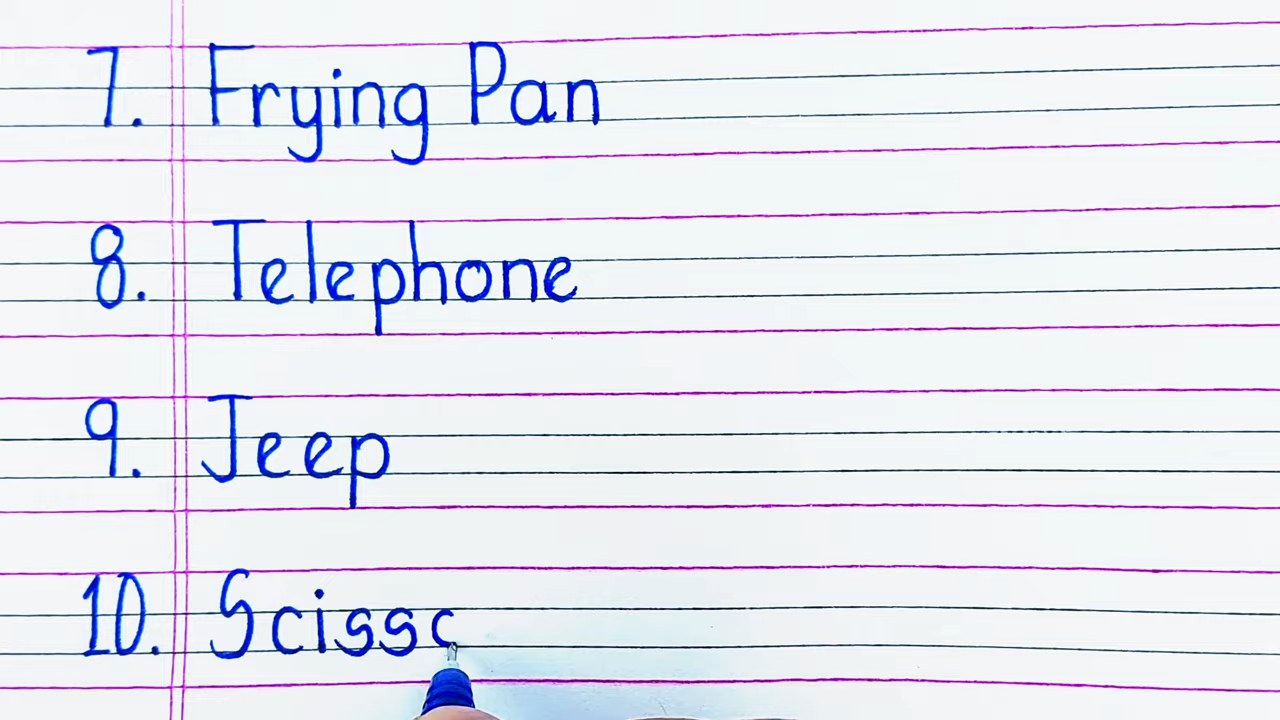 7. Frying Pan
8. Telephone
9. Jeep
10. Scissc